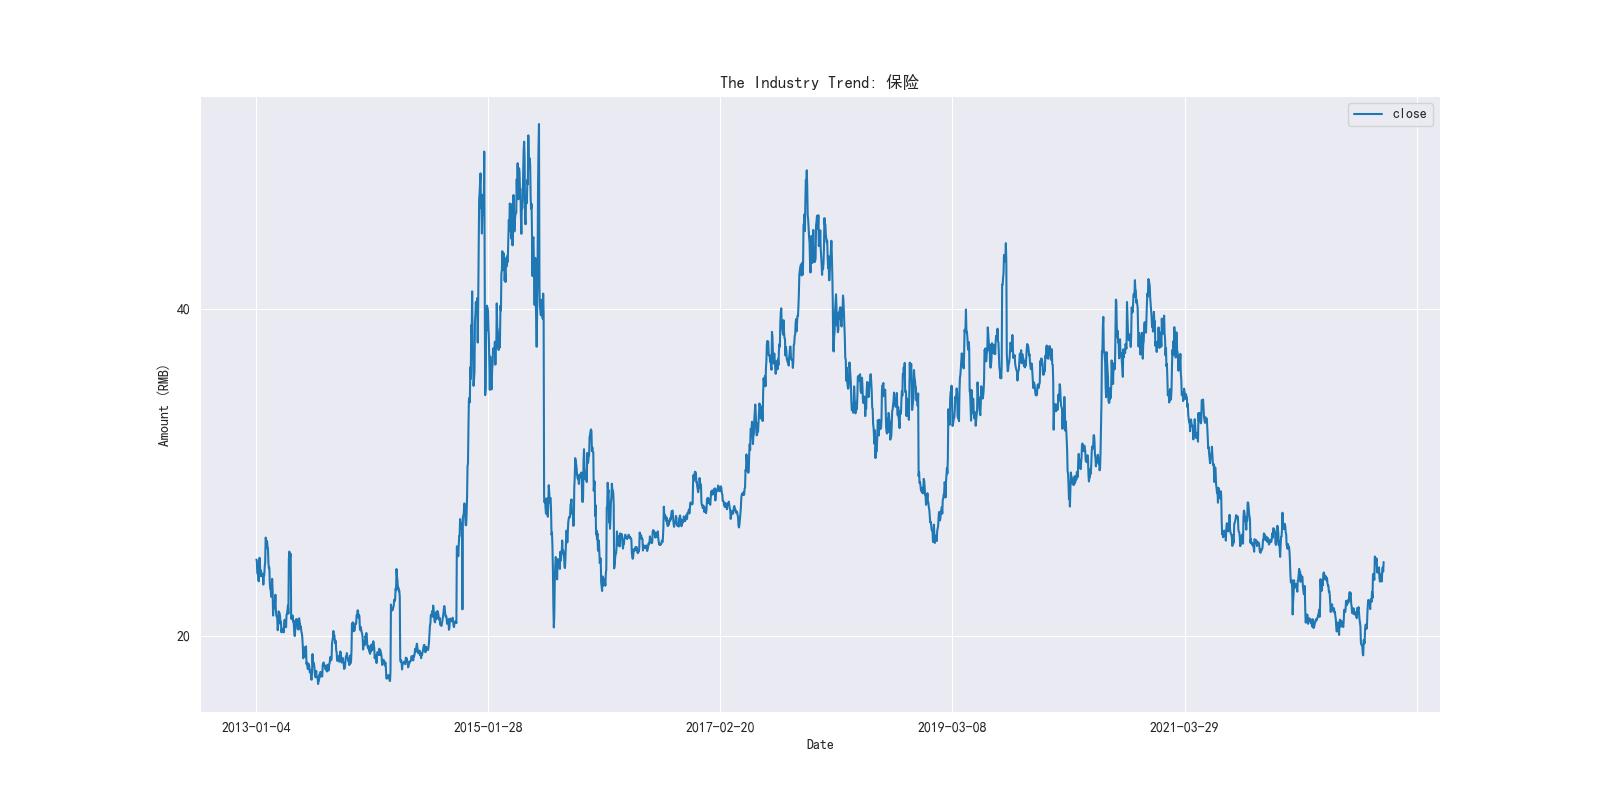 The Industry Trend: 保险
close
Amount (RMB)
40
20
2013-01-04
2015-01-28
2017-02-20
2019-03-08
2021-03-29
Date